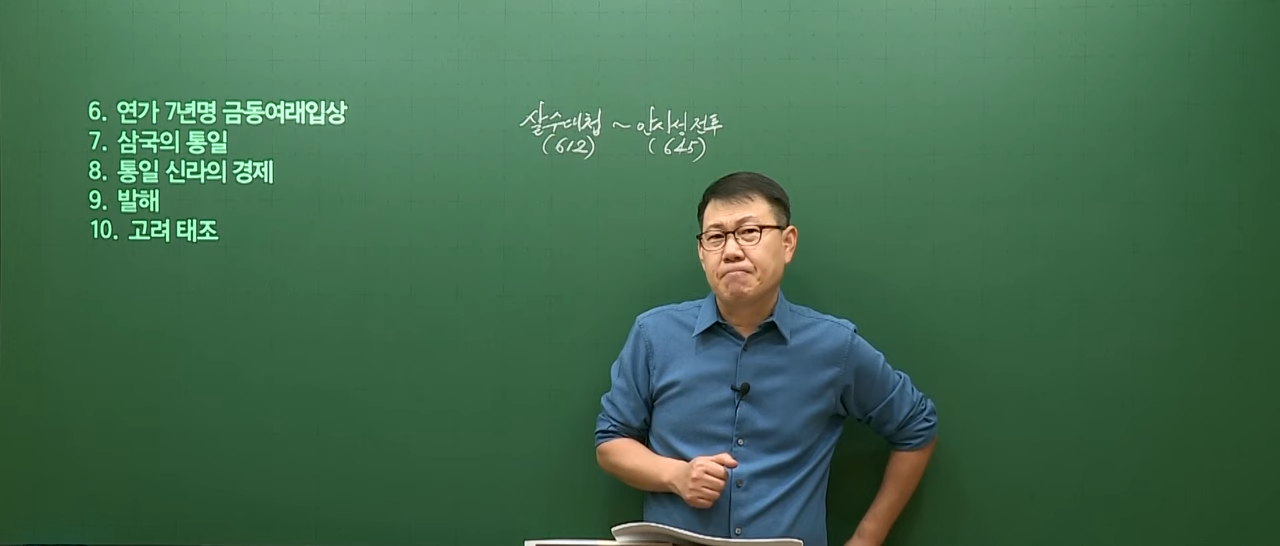 6. 연가 7년명 금동여래입상
7. 삼국의 통일
8. 통일 신라의 경제
9. 발해
10. 고려 태조
살수대첩 ~ 안시성 전투
(612) (645)